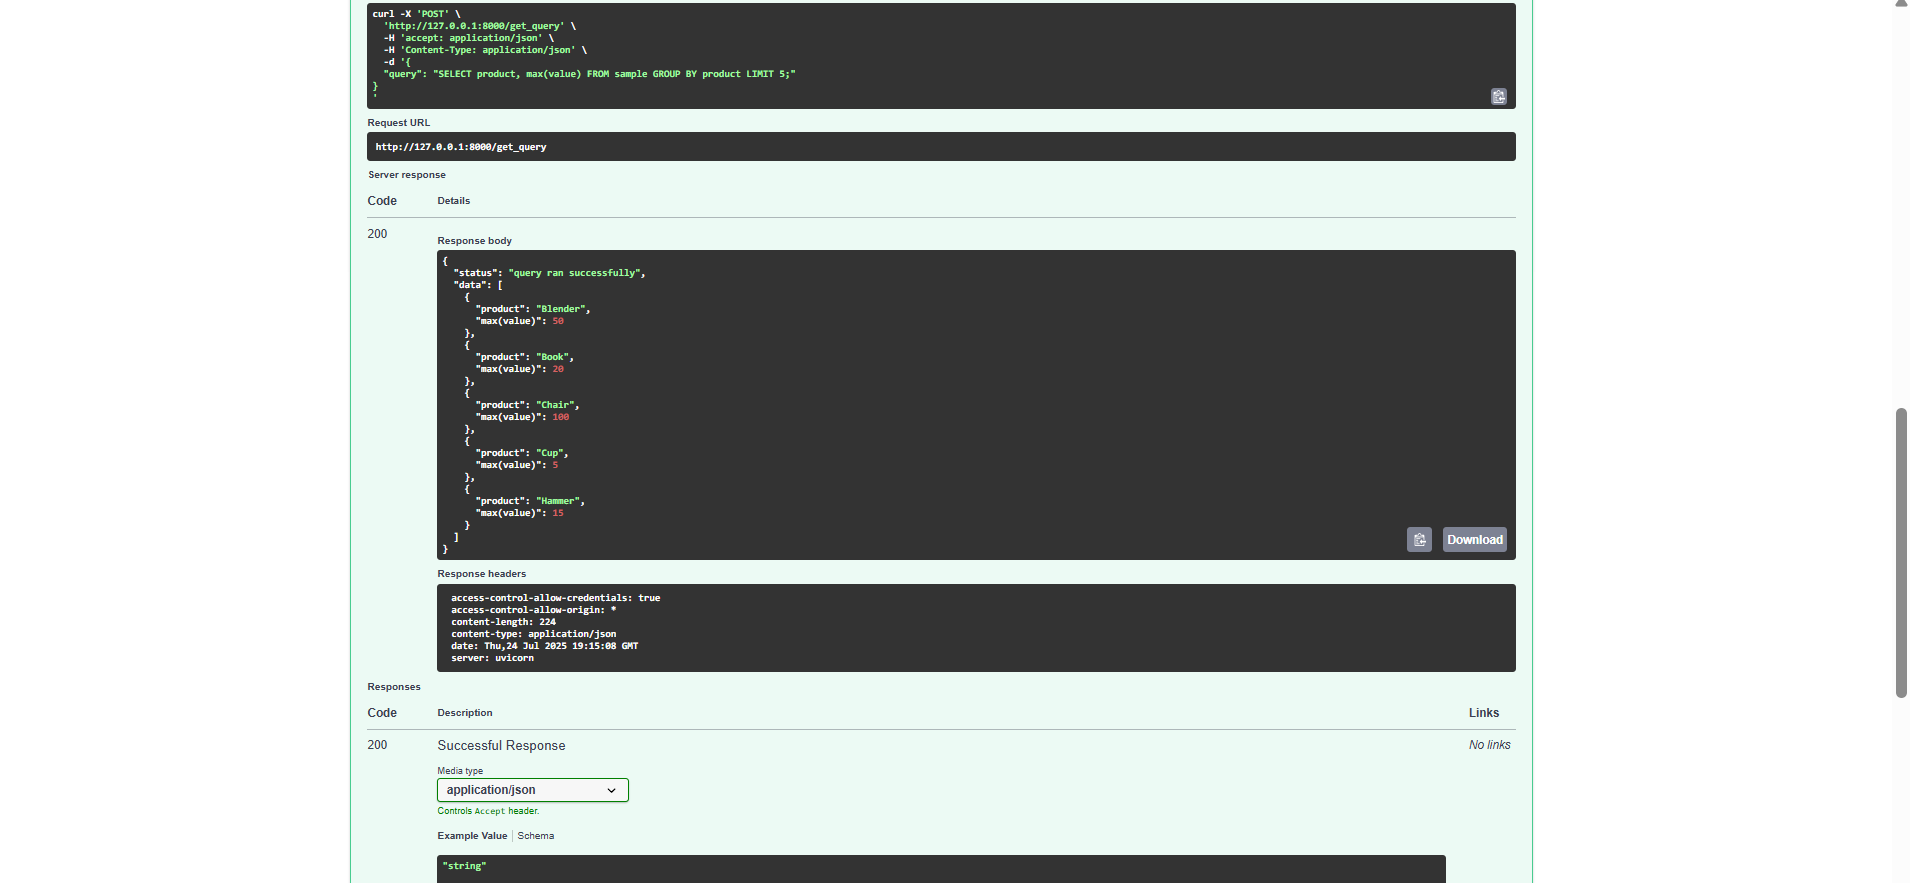 curl -X 'POST' \
  'http://127.0.0.1:8000/get_query' \
  -H 'accept: application/json' \
  -H 'Content-Type: application/json' \
  -d '{
  "query": "SELECT product, max(value) FROM sample GROUP BY product LIMIT 5;"
}
'
Request URL
http://127.0.0.1:8000/get_query
Server response
Code Details
200
Response body
{
  "status": "query ran successfully",
  "data": [
    {
      "product": "Blender",
      "max(value)": 50
    },
    {
      "product": "Book",
      "max(value)": 20
    },
    {
      "product": "Chair",
      "max(value)": 100
    },
    {
      "product": "Cup",
      "max(value)": 5
    },
    {
      "product": "Hammer",
      "max(value)": 15
    }
  ]
}
Download
Response headers
access-control-allow-credentials: true
access-control-allow-origin: *
content-length: 224
content-type: application/json
date: Thu,24 Jul 2025 19:15:08 GMT
server: uvicorn
Responses
Code Description Links
200 Successful Response No links
Media type
application/json
Controls Accept header.
Example Value Schema
"string"